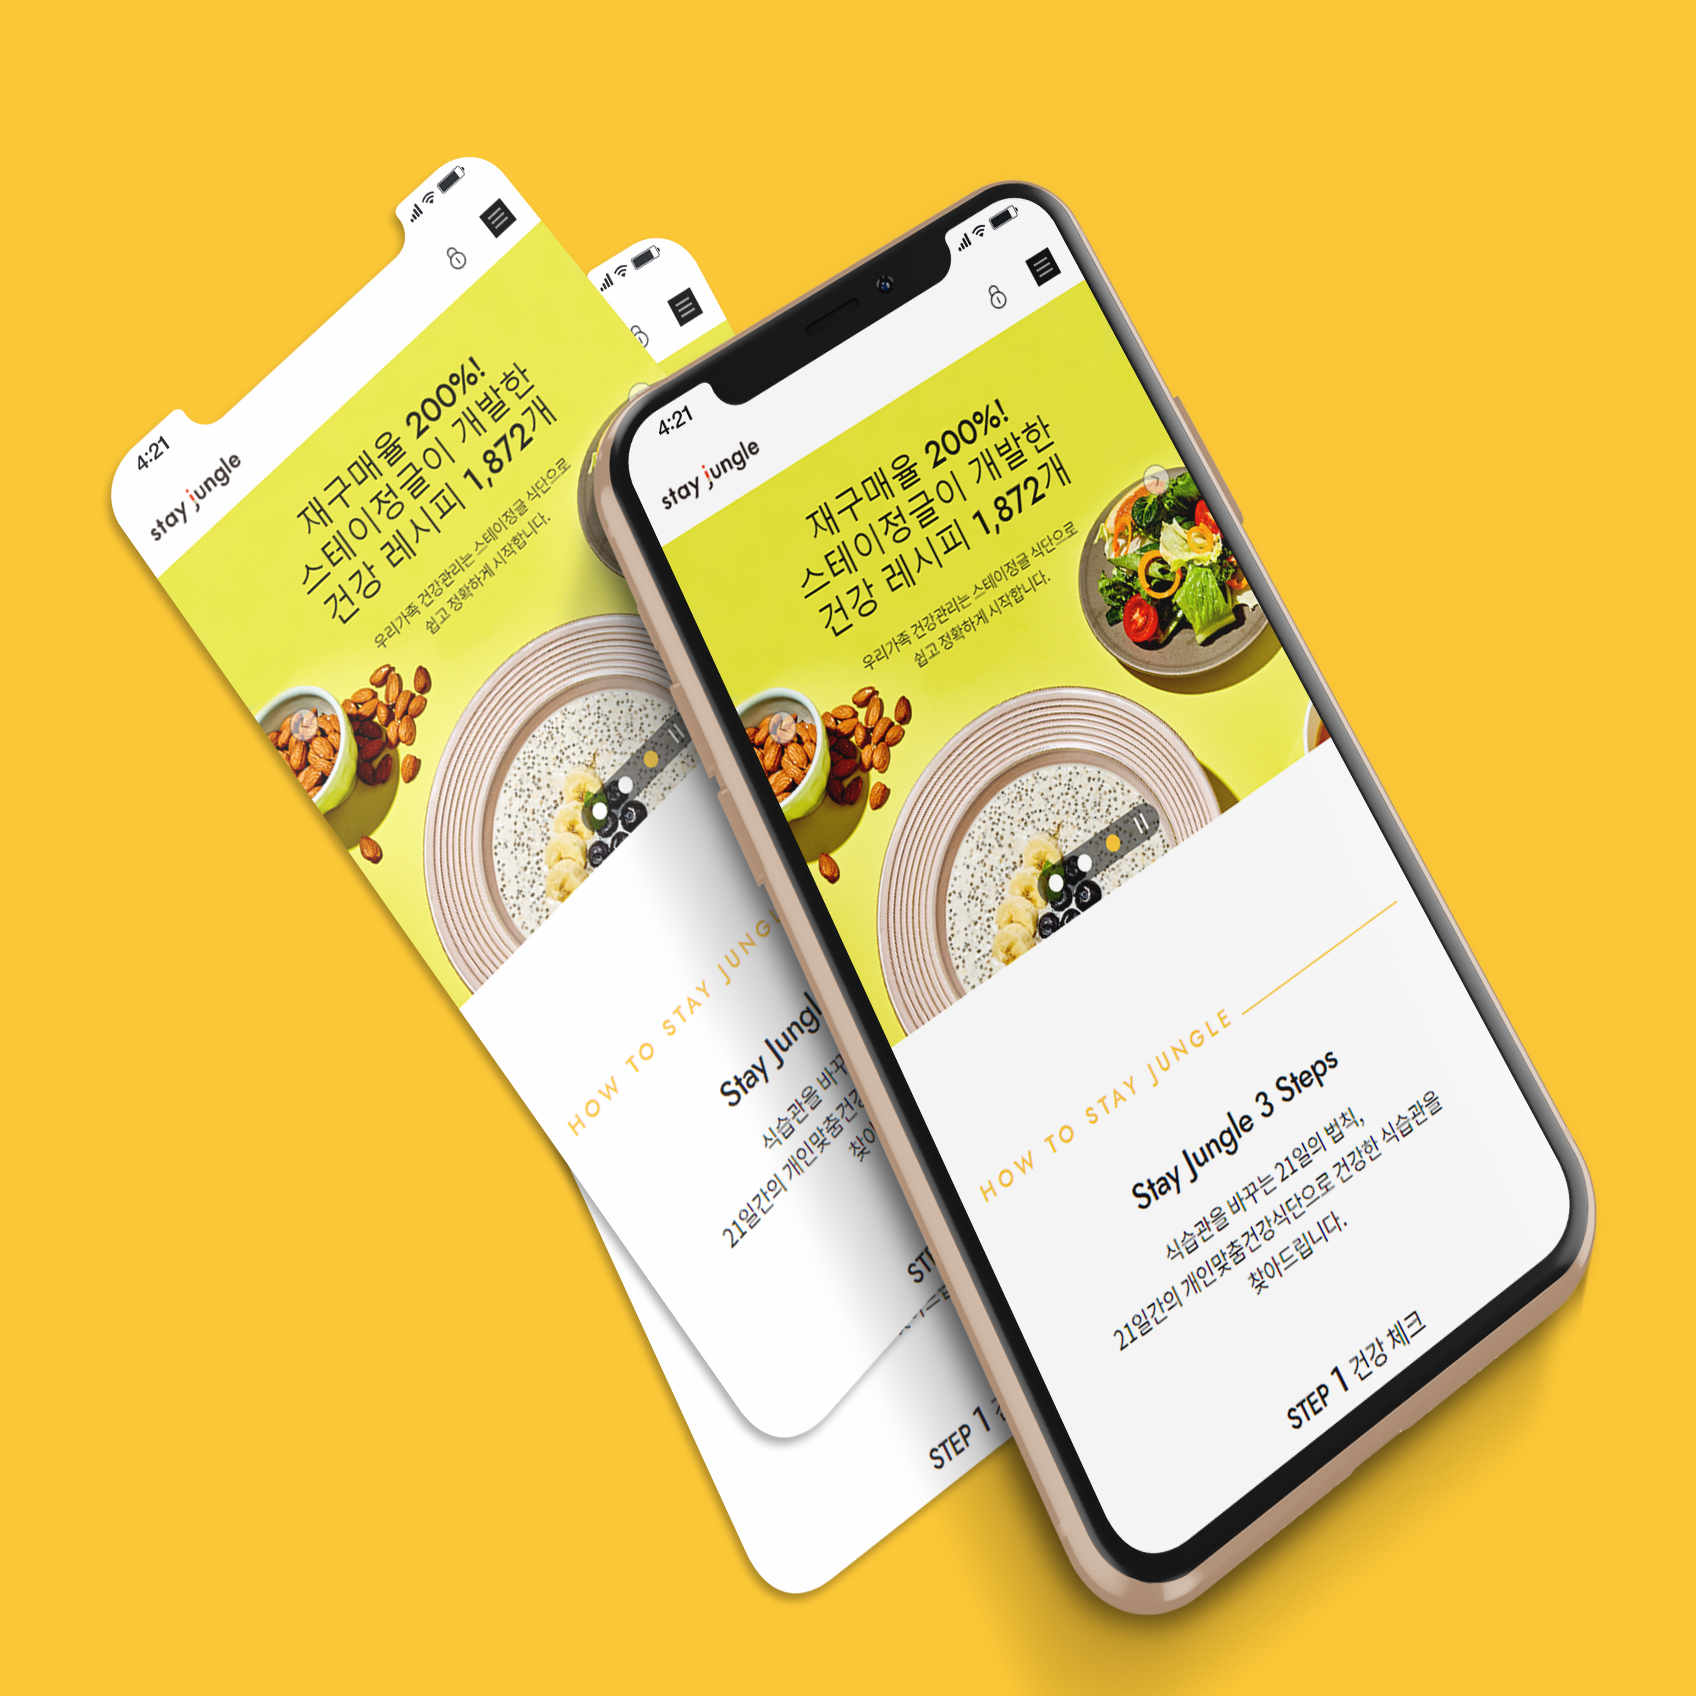 4:21
stay jungle
재구매율 200%!
스테이정글이 개발한
건강 레시피 1,872개
우리가족 건강관리는 스테이정글 식단으로
쉽고 정확하게 시작합니다.
HOW TO STAY JUNG
Stay Jungl
식습관을 바꾸
21일간의 개인맞춤건강
찾아
STE
STEP 1
4:21
stay jungle
재구매율 200%!
스테이정글이 개발한
건강 레시피 1,872개
우리가족 건강관리는 스테이정글 식단으로
쉽고 정확하게 시작합니다.
HOW TO STAY JUNGLE
Stay Jungle 3 Steps
식습관을 바꾸는 21일의 법칙,
21일간의 개인맞춤건강식단으로 건강한 식습관을
찾아드립니다.
STEP 1 건강 체크